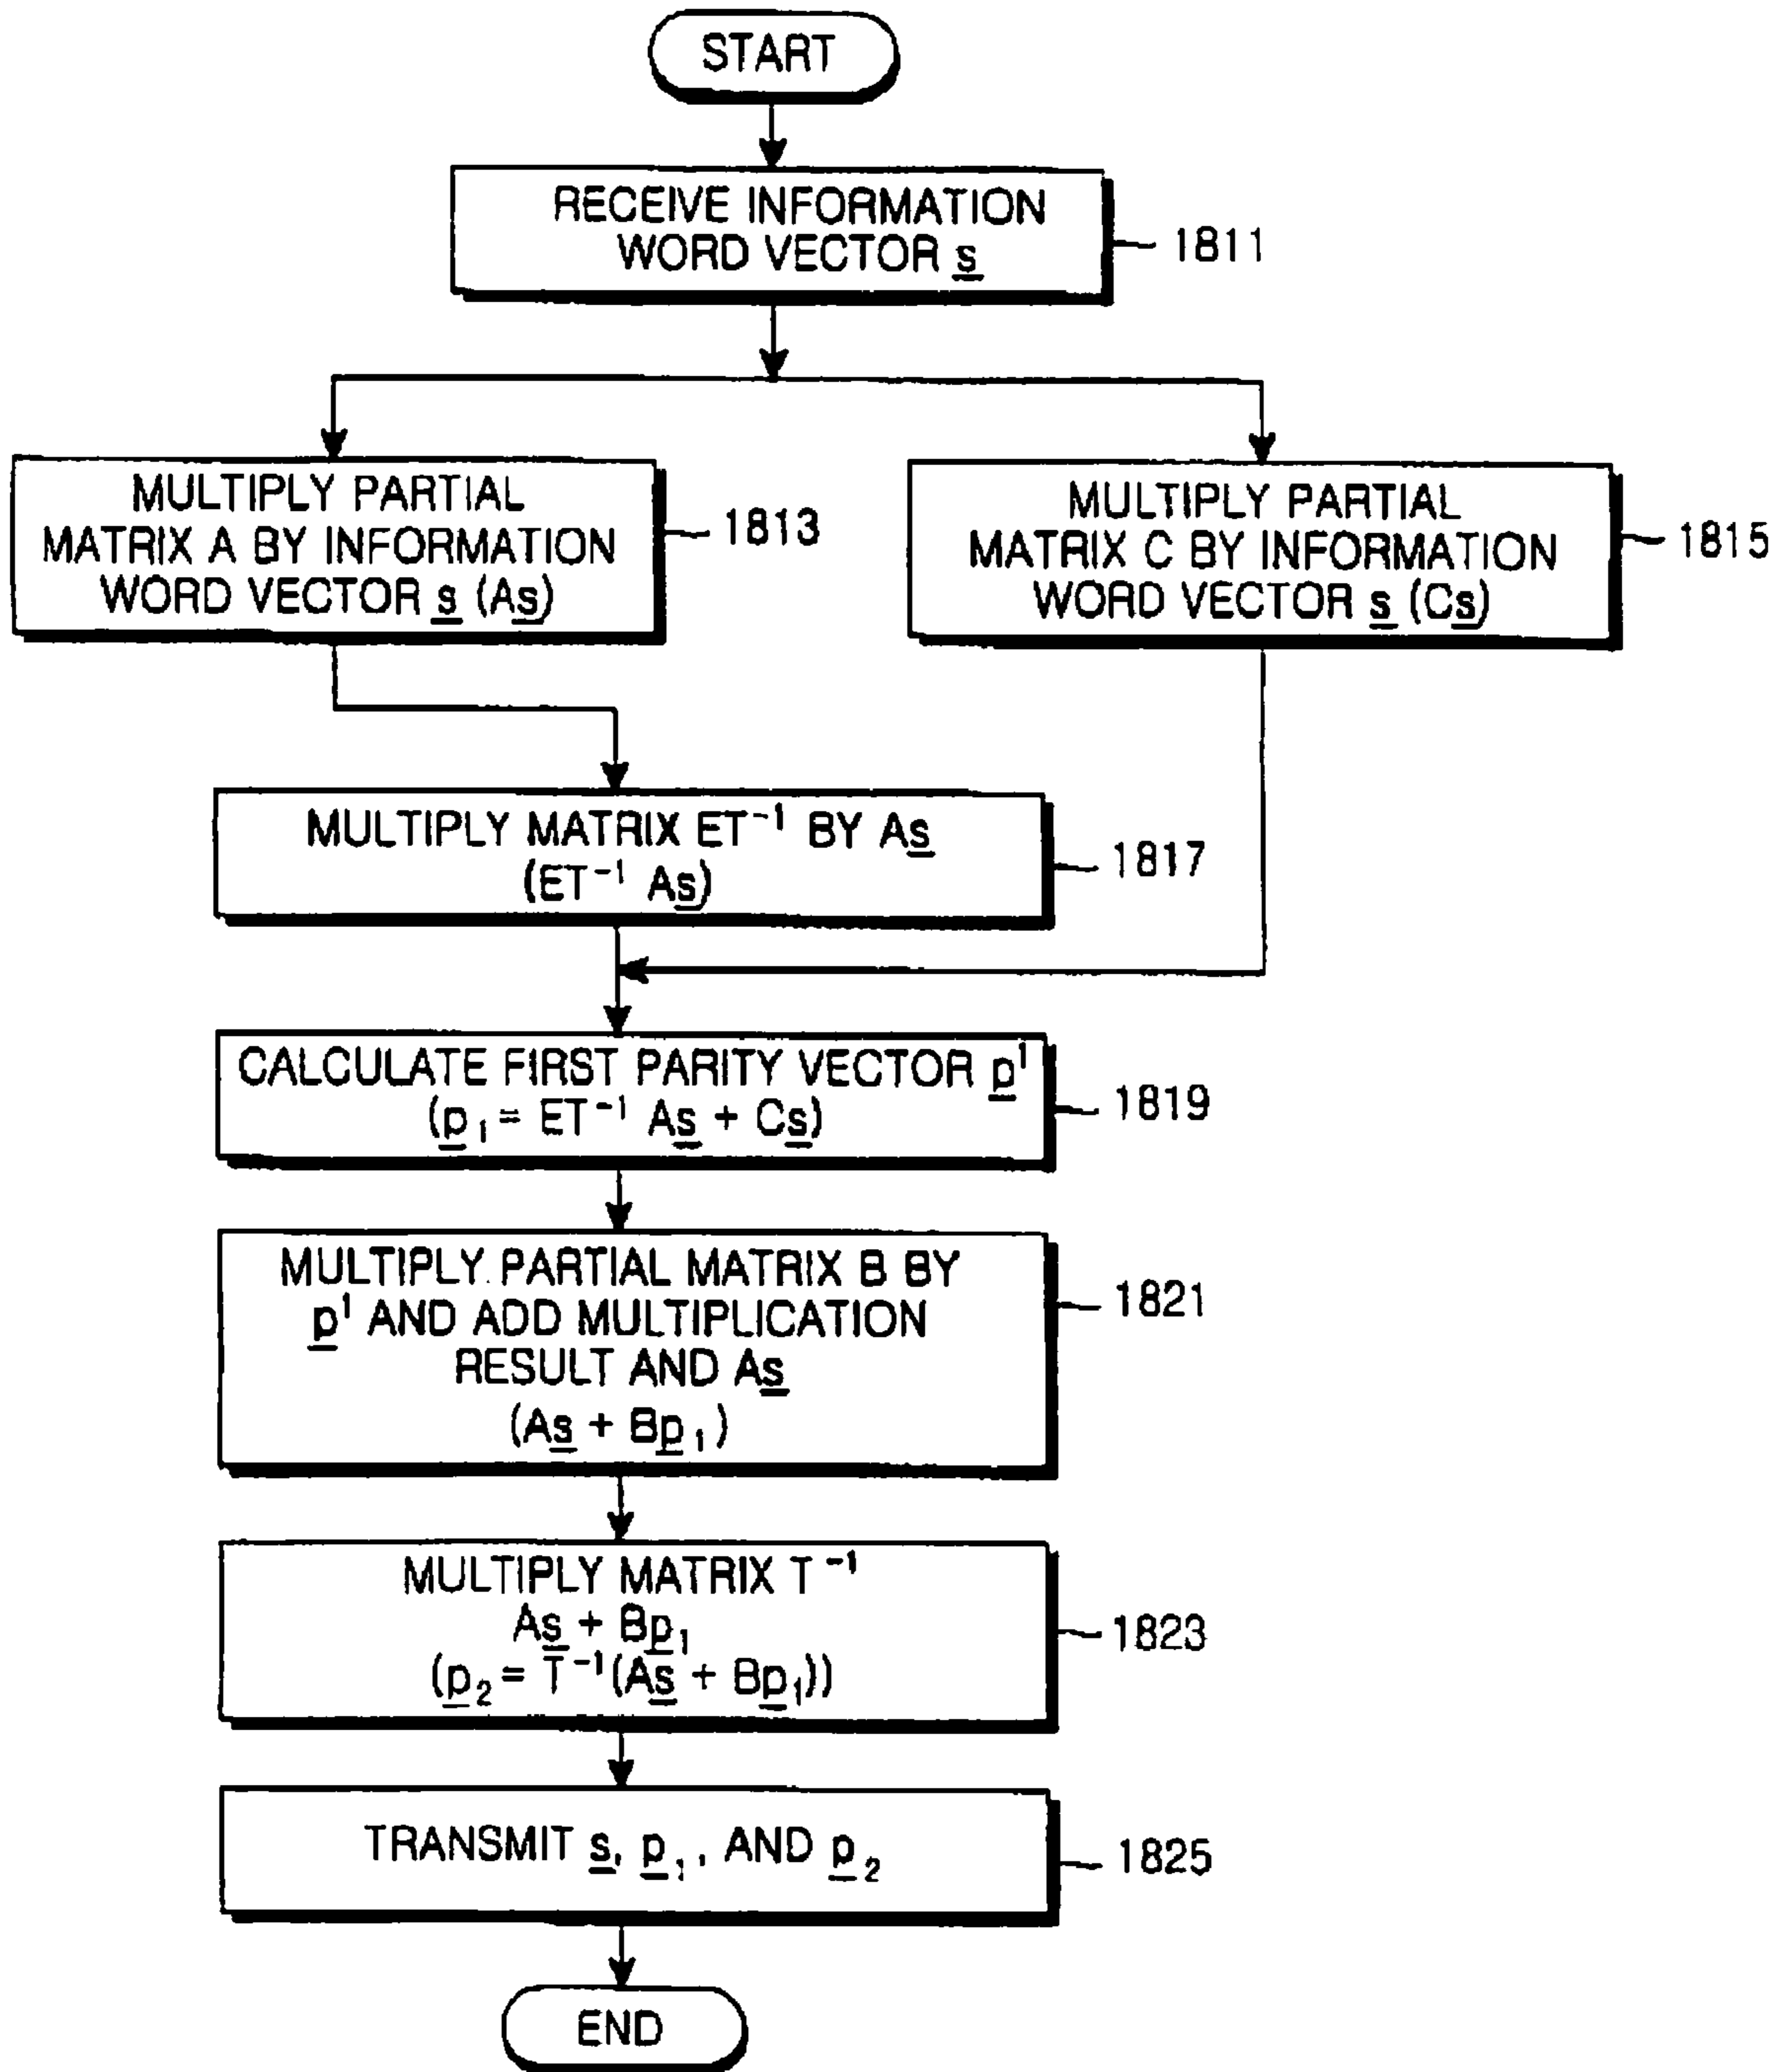 START
RECEIVE INFORMATION
WORD VECTOR s
1811
MULTIPLY PARTIAL
MATRIX A BY INFORMATION
WORD VECTOR s (As)
1813
MULTIPLY PARTIAL
MATRIX C BY INFORMATION
WORD VECTOR s (Cs)
1815
MULTIPLY MATRIX ET⁻¹ BY As
(ET⁻¹ As)
1817
CALCULATE FIRST PARITY VECTOR p¹
(p₁ = ET⁻¹ As + Cs)
1819
MULTIPLY PARTIAL MATRIX B BY
p¹ AND ADD MULTIPLICATION
RESULT AND As
(As + Bp₁)
1821
MULTIPLY MATRIX T⁻¹
As + Bp₁
(p₂ = T⁻¹(As + Bp₁))
1823
TRANSMIT s, p₁, AND p₂
1825
END